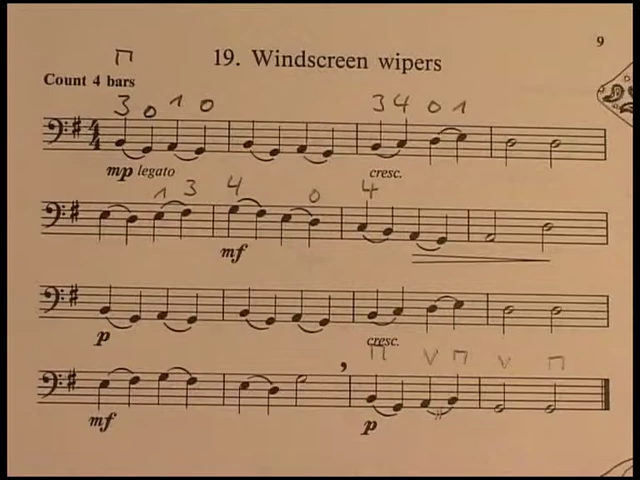 9
19. Windscreen wipers
Count 4 bars
3 0 1 0 3 4 0 1
mp legato cresc.
1 3 4 0 4
mf
p cresc.
mf p